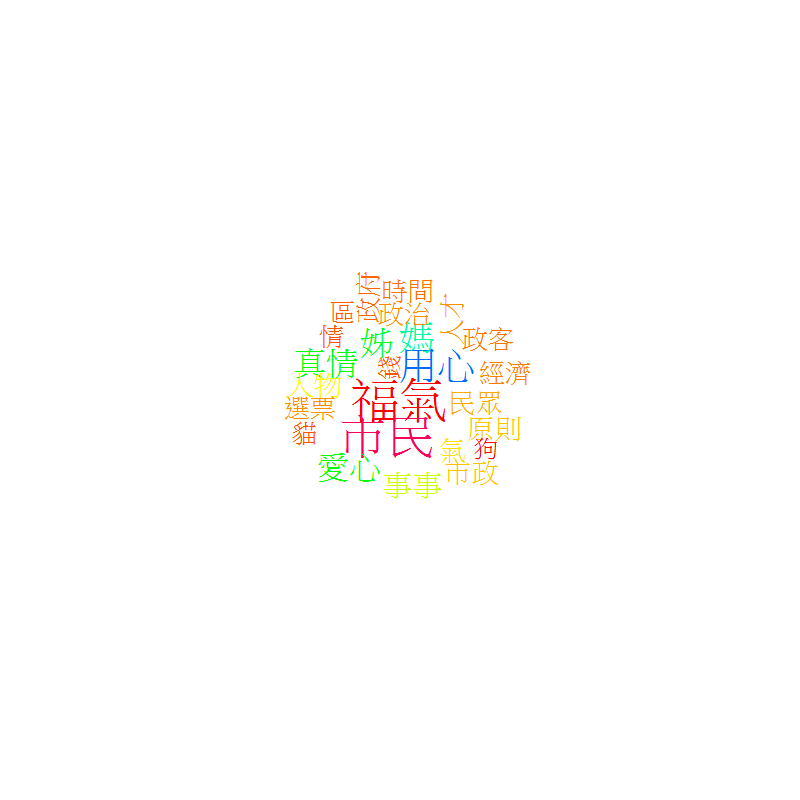 政府
時間
區
政治
人才
情
姊
媽
政客
真情
錢
用心
經濟
人物
福氣
民眾
選票
市民
原則
貓
氣
狗
愛心
市政
事事